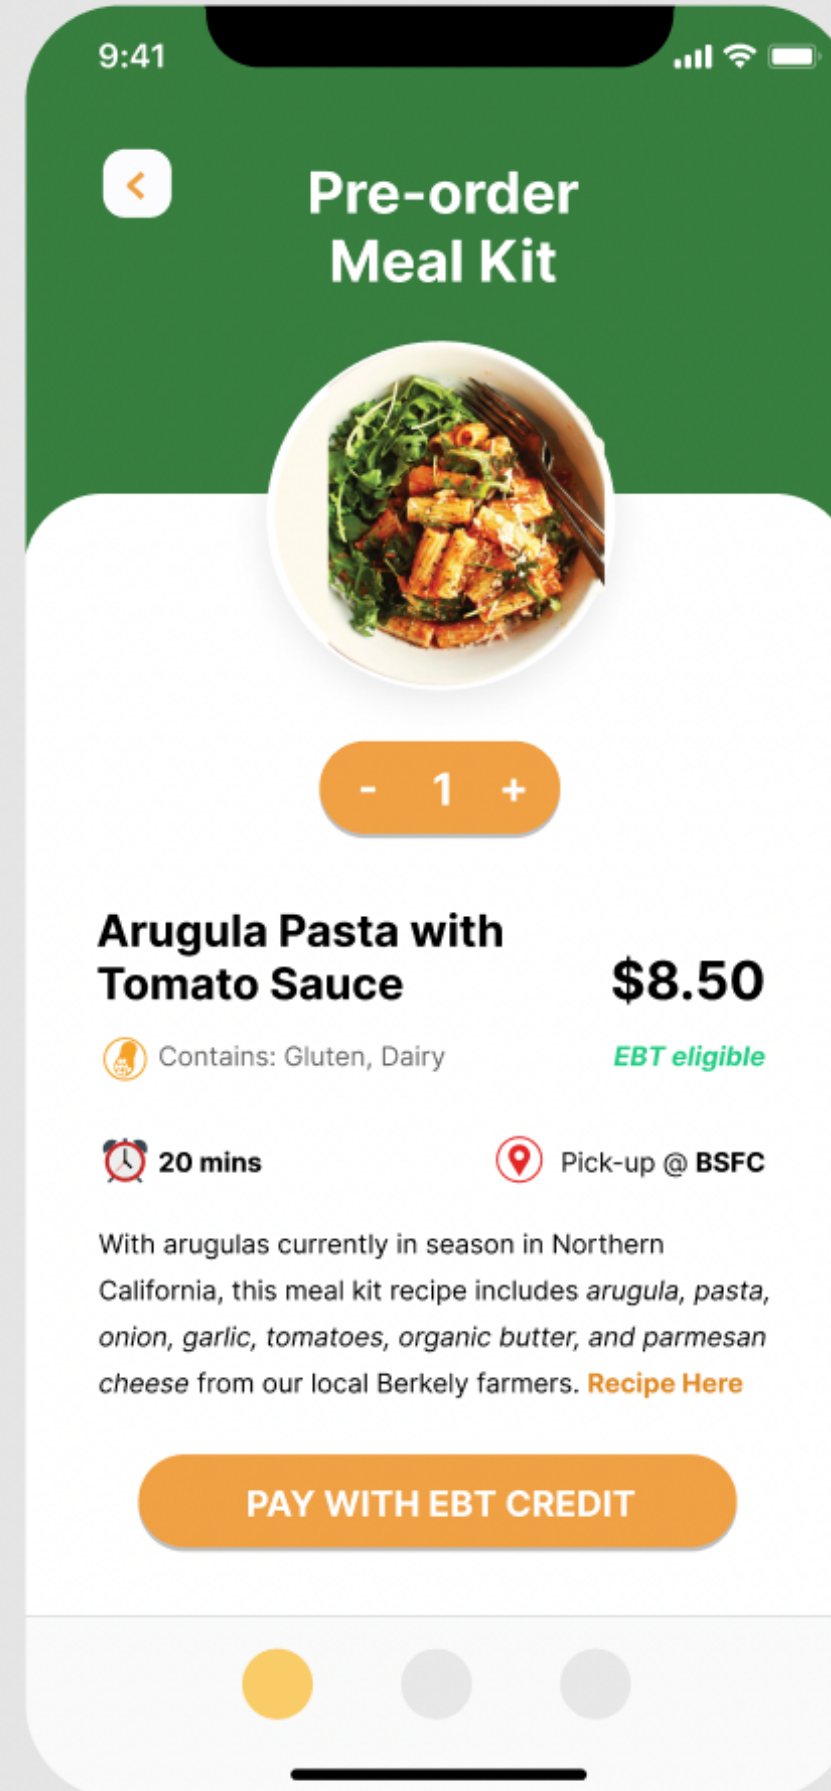 9:41
Pre-order
Meal Kit
- 1 +
Arugula Pasta with
Tomato Sauce
$8.50
Contains: Gluten, Dairy
EBT eligible
20 mins
Pick-up @ BSFC
With arugulas currently in season in Northern
California, this meal kit recipe includes arugula, pasta,
onion, garlic, tomatoes, organic butter, and parmesan
cheese from our local Berkely farmers. Recipe Here
PAY WITH EBT CREDIT